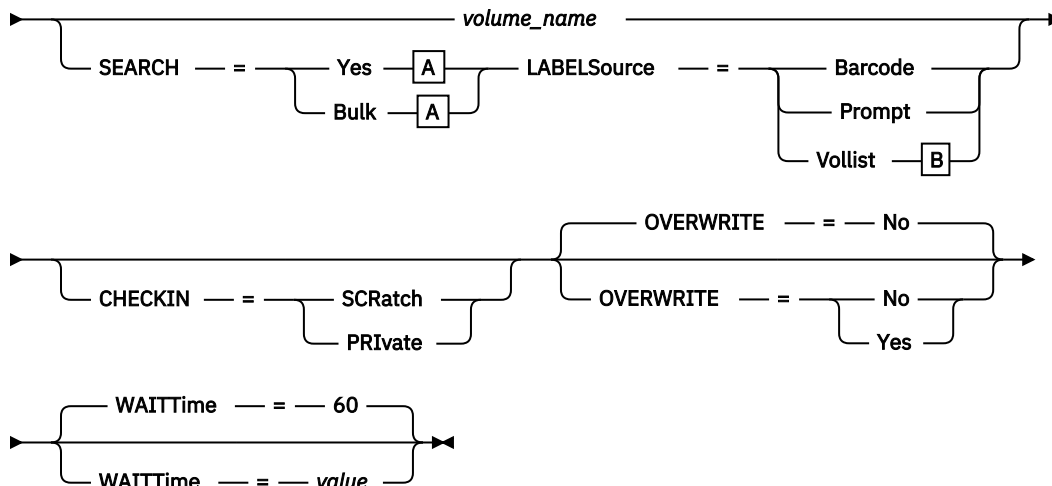 volume_name
SEARCH = Yes A LABELSource = Barcode
Bulk A Prompt
Vollist B
OVERWRITE = No
CHECKIN = SCRatch OVERWRITE = No
PRIvate Yes
WAITTime = 60
WAITTime = value